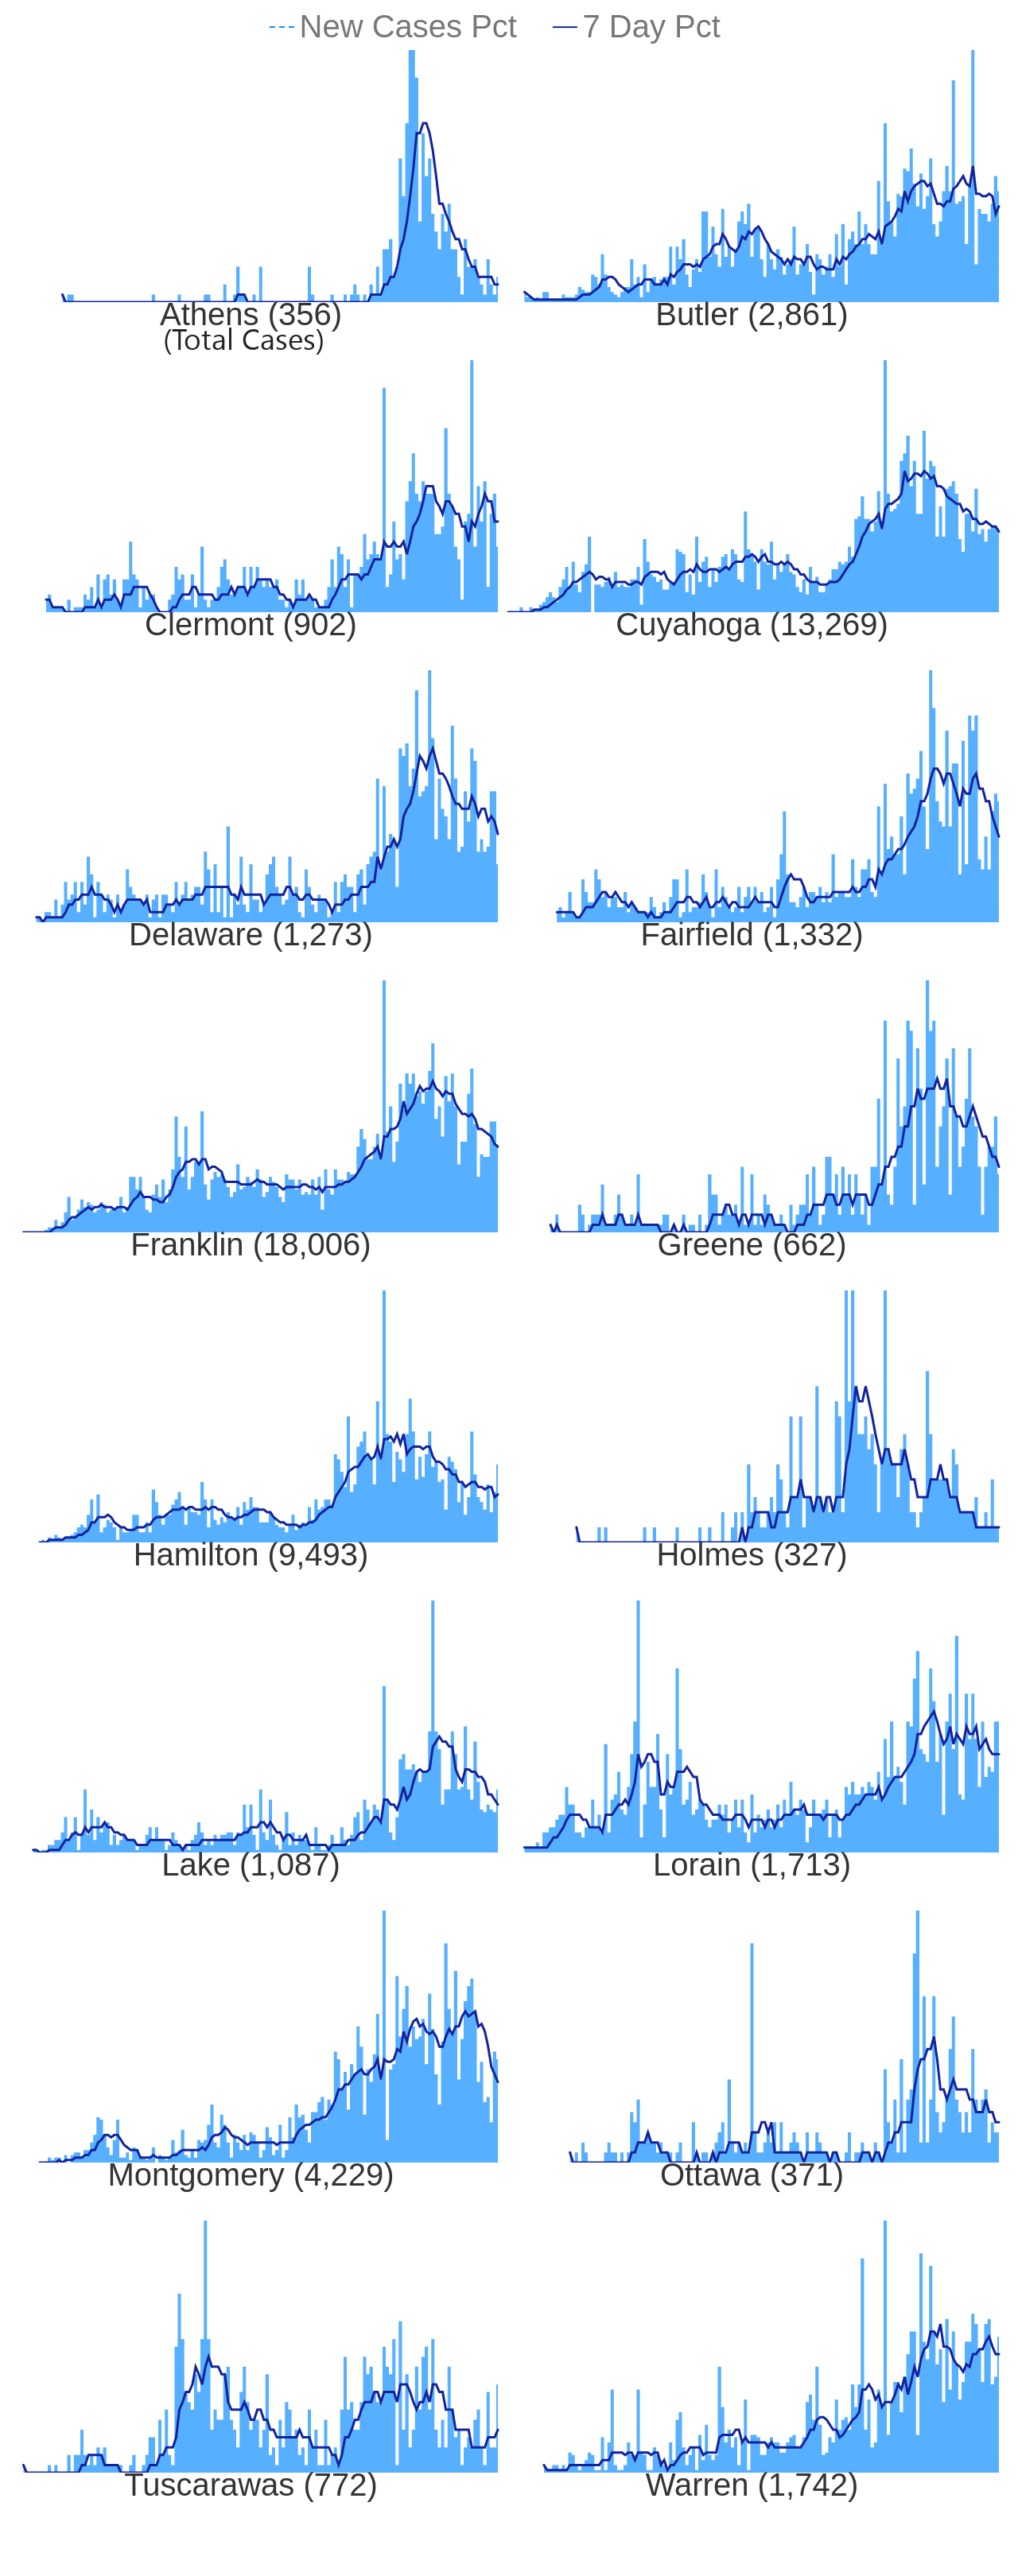 New Cases Pct 7 Day Pct
Athens (356) Butler (2,861)
(Total Cases)
Clermont (902) Cuyahoga (13,269)
Delaware (1,273) Fairfield (1,332)
Franklin (18,006) Greene (662)
Hamilton (9,493) Holmes (327)
Lake (1,087) Lorain (1,713)
Montgomery (4,229) Ottawa (371)
Tuscarawas (772) Warren (1,742)